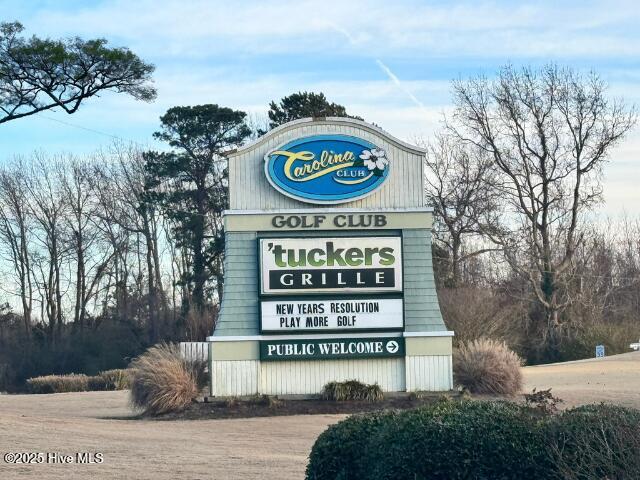 Carolina
CLUB
GOLF CLUB
'tuckers
GRILLE
NEW YEARS RESOLUTION
PLAY MORE GOLF
PUBLIC WELCOME
©2025 Hive MLS